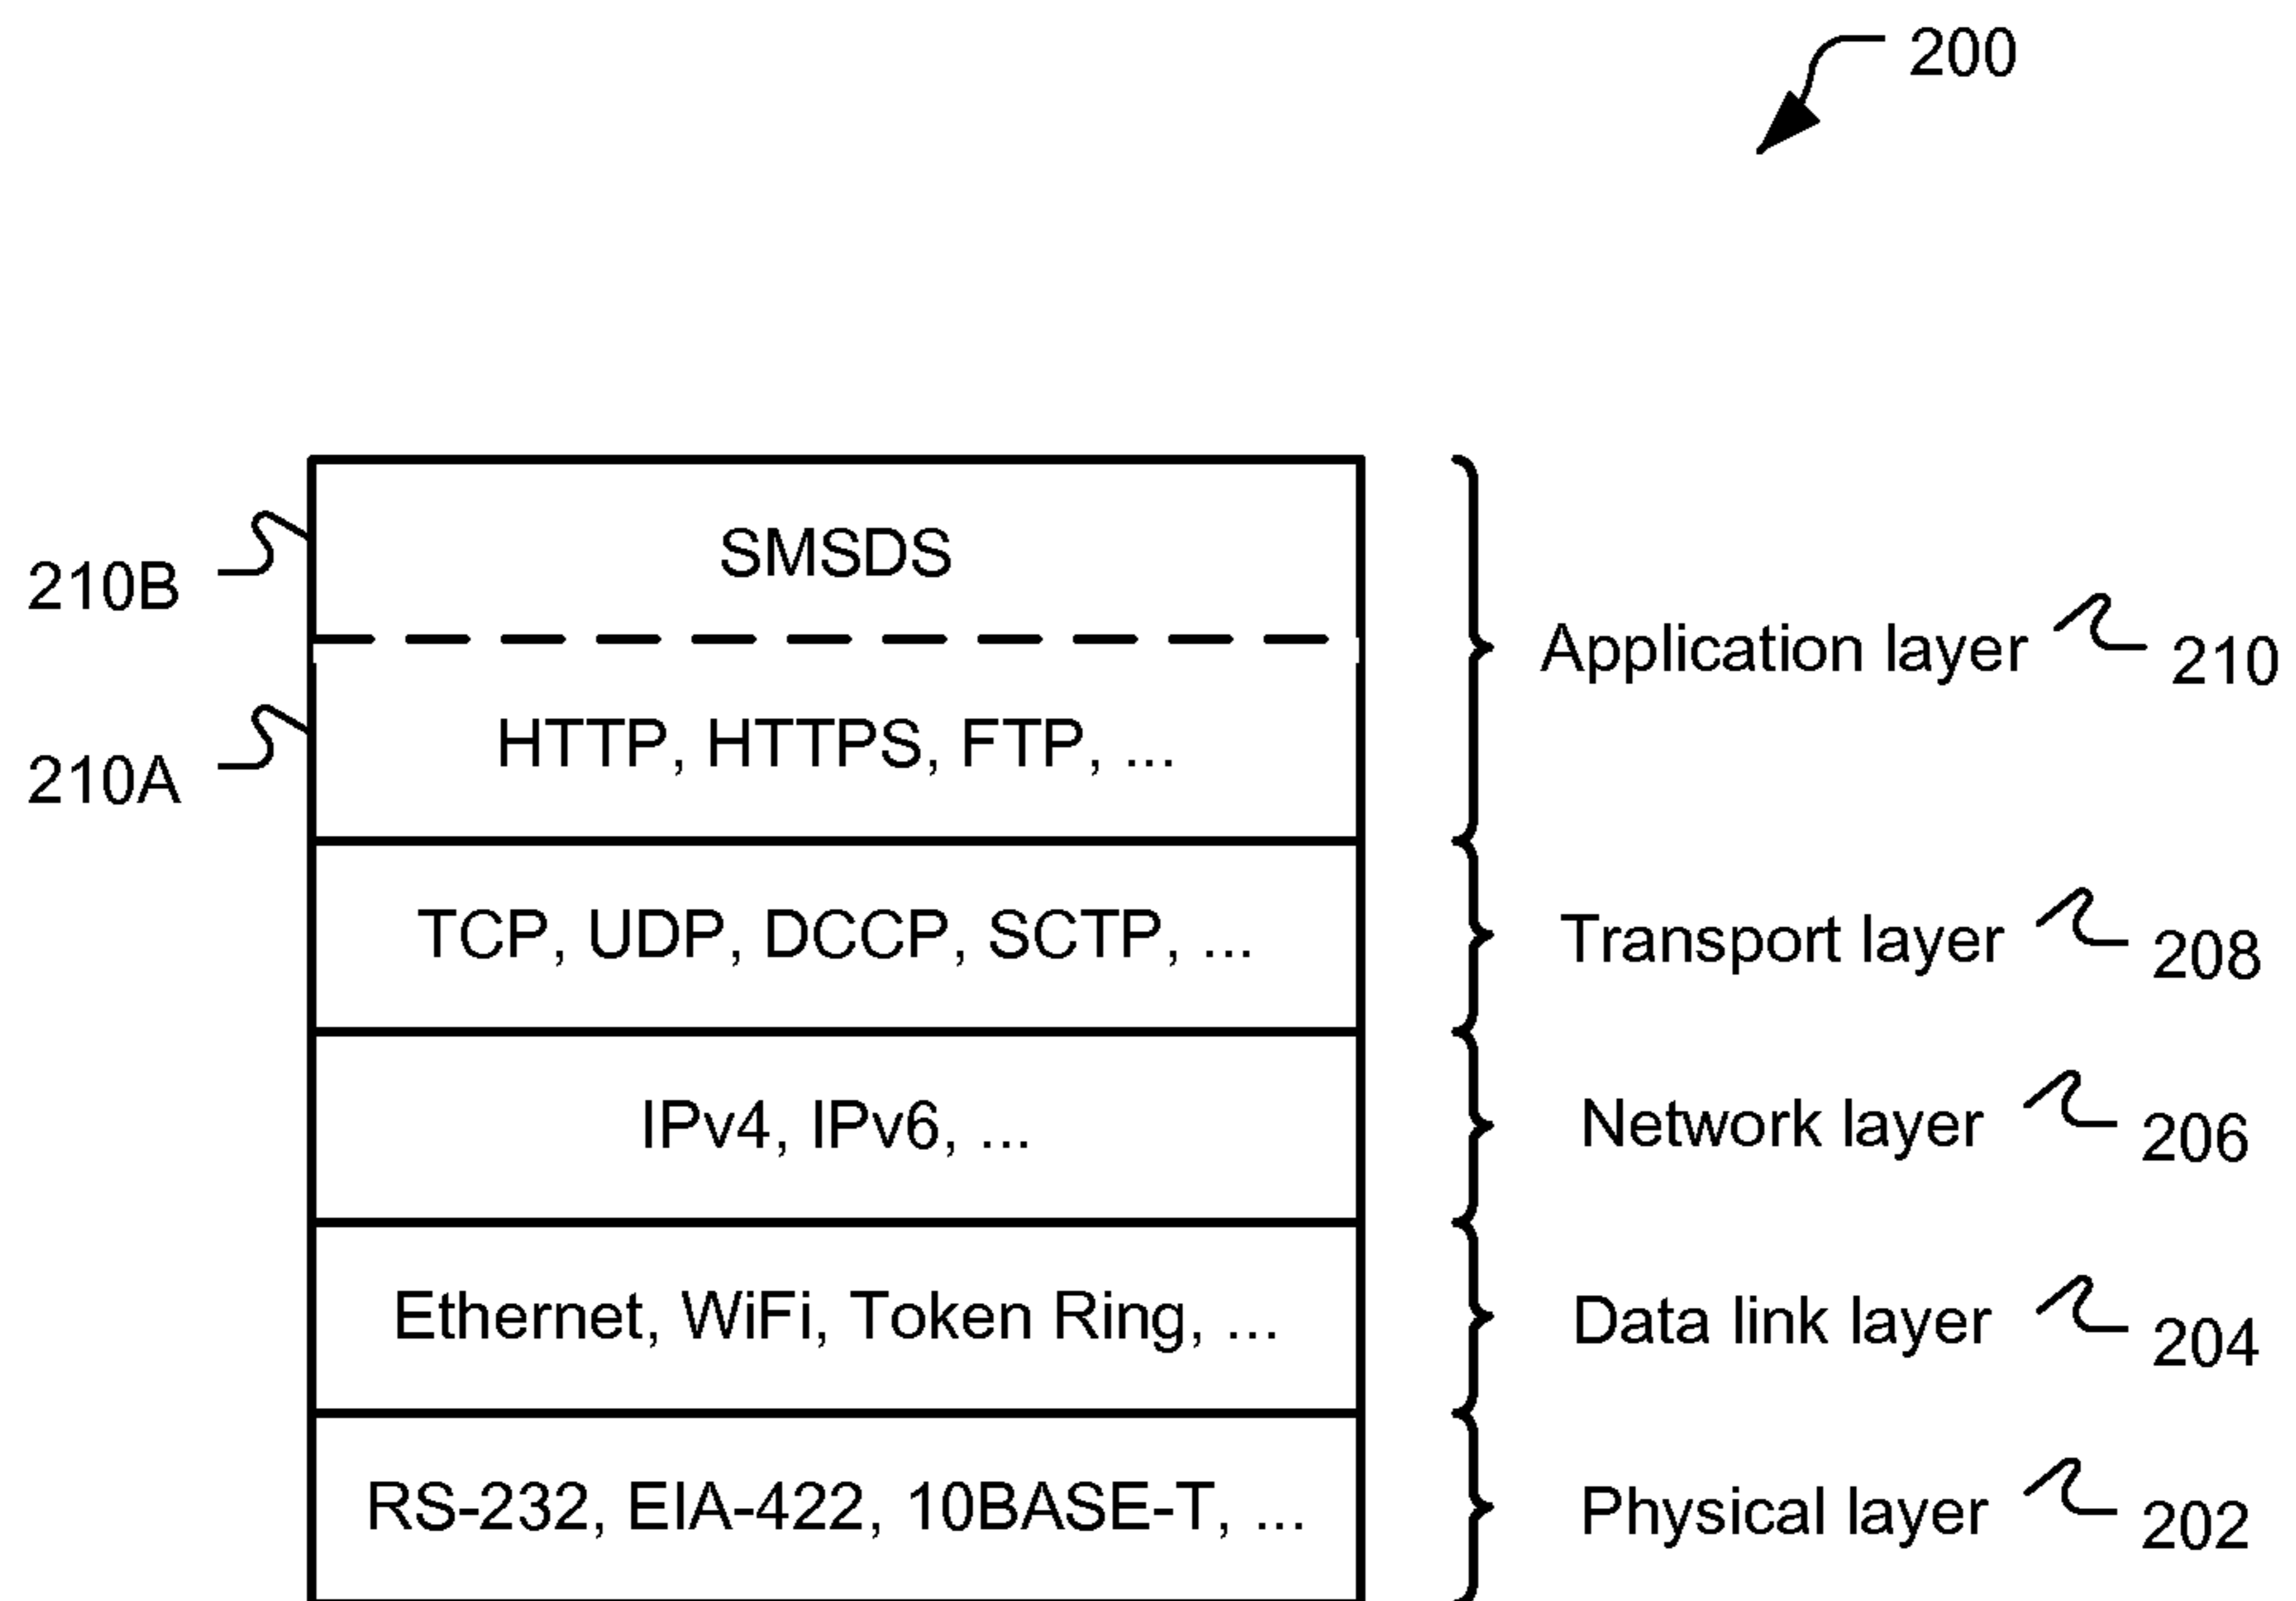 200
SMSDS
210B
Application layer
210
HTTP, HTTPS, FTP, ...
210A
TCP, UDP, DCCP, SCTP, ...
Transport layer
208
IPv4, IPv6, ...
Network layer
206
Ethernet, WiFi, Token Ring, ...
Data link layer
204
RS-232, EIA-422, 10BASE-T, ...
Physical layer
202